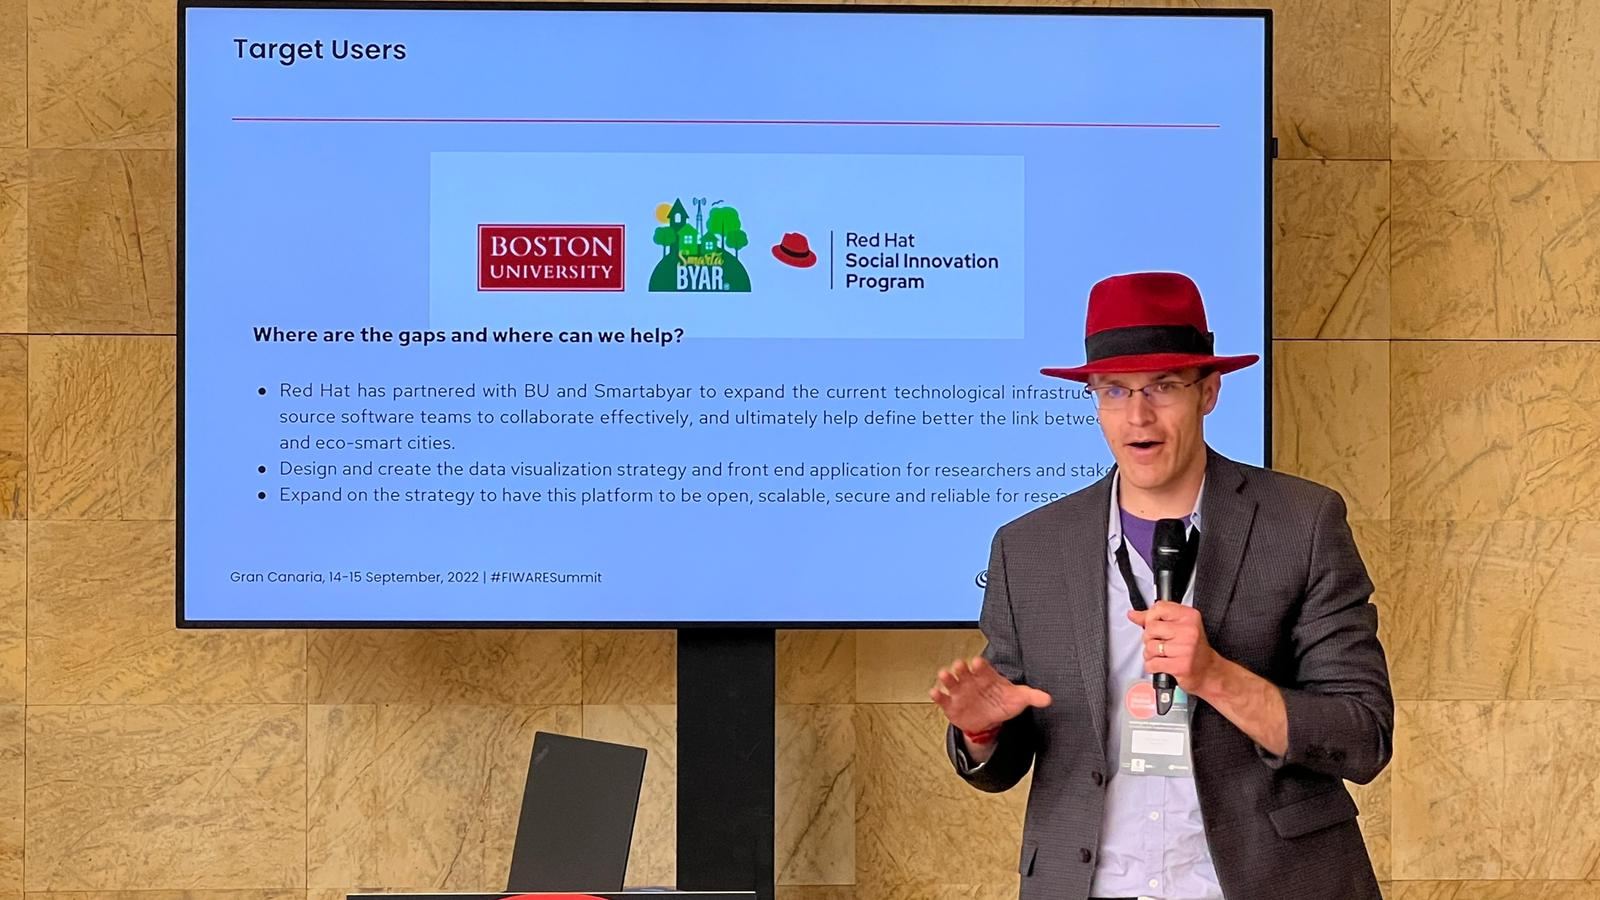 Target Users
BOSTON
UNIVERSITY
Smarta
BYAR
Red Hat
Social Innovation
Program
Where are the gaps and where can we help?
Red Hat has partnered with BU and Smartabyar to expand the current technological
source software teams to collaborate effectively, and ultimately help define better the link
and eco-smart cities.
Design and create the data visualization strategy and front end application for researchers and
Expand on the strategy to have this platform to be open, scalable, secure and reliable for
Gran Canaria, 14-15 September, 2022 | #FIWARESummit